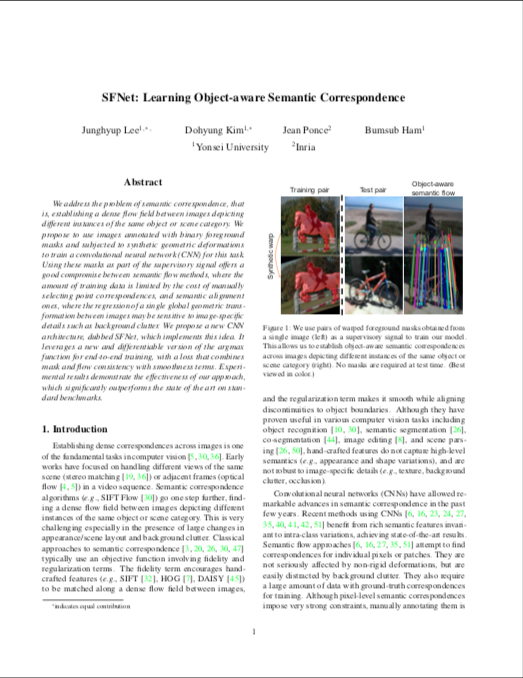 SFNet: Learning Object-aware Semantic Correspondence
Junghyup Lee1,* Dohyung Kim1,* Jean Ponce2 Bumsub Ham1
1Yonsei University 2Inria
Abstract
We address the problem of semantic correspondence, that
is, establishing a dense flow field between images depicting
different instances of the same object or scene category. We
propose to use images annotated with binary foreground
masks and subjected to synthetic geometric deformations
to train a convolutional neural network (CNN) for this task.
Using these masks as part of the supervisory signal offers a
good compromise between semantic flow methods, where the
amount of training data is limited by the cost of manually
selecting point correspondences, and semantic alignment
ones, where the regression of a single global geometric trans-
formation between images may be sensitive to image-specific
details such as background clutter. We propose a new CNN
architecture, dubbed SFNet, which implements this idea. It
leverages a new and differentiable version of the argmax
function for end-to-end training, with a loss that combines
mask and flow consistency with smoothness terms. Experi-
mental results demonstrate the effectiveness of our approach,
which significantly outperforms the state of the art on stan-
dard benchmarks.
1. Introduction
Establishing dense correspondences across images is one
of the fundamental tasks in computer vision [5, 30, 36]. Early
works have focused on handling different views of the same
scene (stereo matching [19, 36]) or adjacent frames (optical
flow [4, 5]) in a video sequence. Semantic correspondence
algorithms (e.g., SIFT Flow [30]) go one step further, find-
ing a dense flow field between images depicting different
instances of the same object or scene category. This is very
challenging especially in the presence of large changes in
appearance/scene layout and background clutter. Classical
approaches to semantic correspondence [3, 20, 26, 30, 47]
typically use an objective function involving fidelity and
regularization terms. The fidelity term encourages hand-
crafted features (e.g., SIFT [32], HOG [7], DAISY [45])
to be matched along a dense flow field between images,
*indicates equal contribution
Training pair Test pair Object-aware
semantic flow
Synthetic warp
Figure 1: We use pairs of warped foreground masks obtained from
a single image (left) as a supervisory signal to train our model.
This allows us to establish object-aware semantic correspondences
across images depicting different instances of the same object or
scene category (right). No masks are required at test time. (Best
viewed in color.)
and the regularization term makes it smooth while aligning
discontinuities to object boundaries. Although they have
proven useful in various computer vision tasks including
object recognition [10, 30], semantic segmentation [26],
co-segmentation [44], image editing [8], and scene pars-
ing [26, 50], hand-crafted features do not capture high-level
semantics (e.g., appearance and shape variations), and are
not robust to image-specific details (e.g., texture, background
clutter, occlusion).
Convolutional neural networks (CNNs) have allowed re-
markable advances in semantic correspondence in the past
few years. Recent methods using CNNs [6, 16, 23, 24, 27,
35, 40, 41, 42, 51] benefit from rich semantic features invari-
ant to intra-class variations, achieving state-of-the-art results.
Semantic flow approaches [6, 16, 27, 35, 51] attempt to find
correspondences for individual pixels or patches. They are
not seriously affected by non-rigid deformations, but are
easily distracted by background clutter. They also require
a large amount of data with ground-truth correspondences
for training. Although pixel-level semantic correspondences
impose very strong constraints, manually annotating them is
1